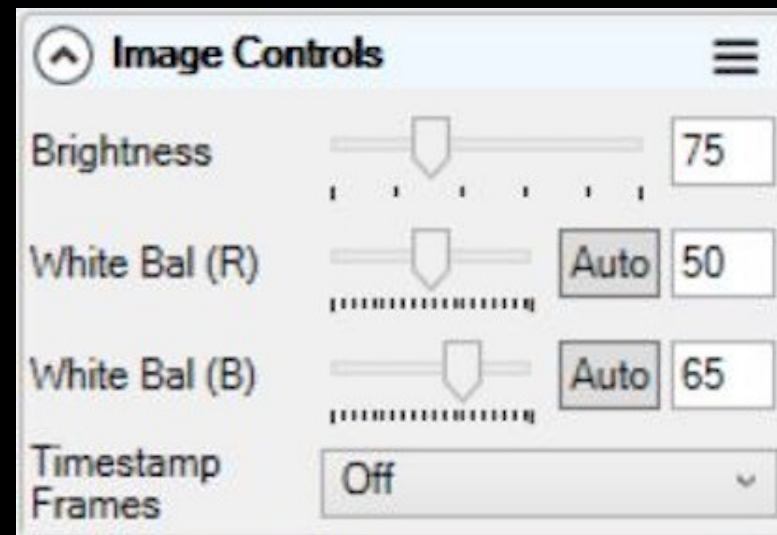 Image Controls
Brightness 75
White Bal (R) Auto 50
White Bal (B) Auto 65
Timestamp
Frames Off